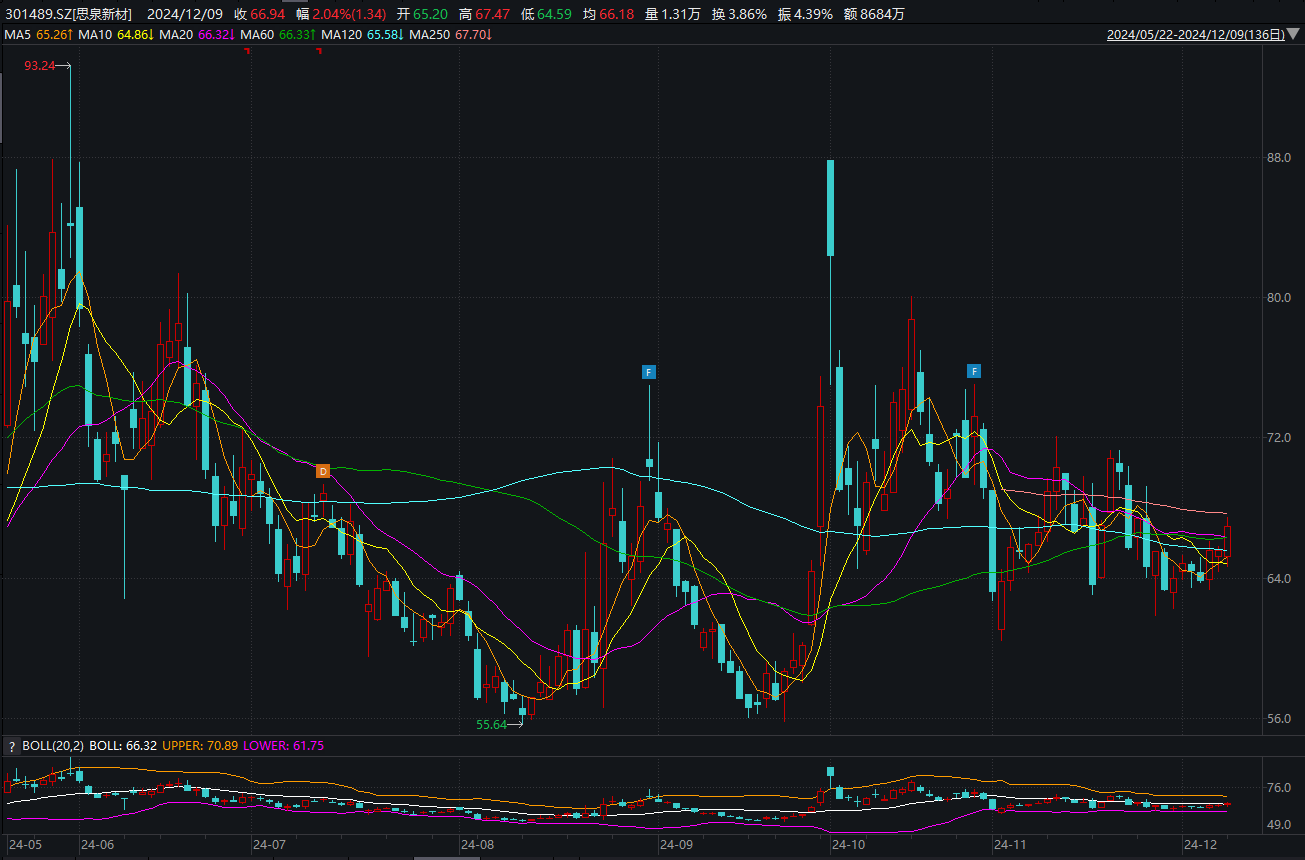 301489.SZ[思泉新材] 2024/12/09 收 66.94 幅 2.04%(1.34) 开 65.20 高 67.47 低 64.59 均 66.18 量 1.31万 换 3.86% 振 4.39% 额 8684万
MA5 65.26↑ MA10 64.86↓ MA20 66.32↓ MA60 66.33↑ MA120 65.58↓ MA250 67.70↓ 2024/05/22-2024/12/09(136日)
93.24
88.0
80.0
F
F
72.0
D
64.0
55.64
56.0
? BOLL(20,2) BOLL: 66.32 UPPER: 70.89 LOWER: 61.75
76.0
49.0
24-05 24-06 24-07 24-08 24-09 24-10 24-11 24-12